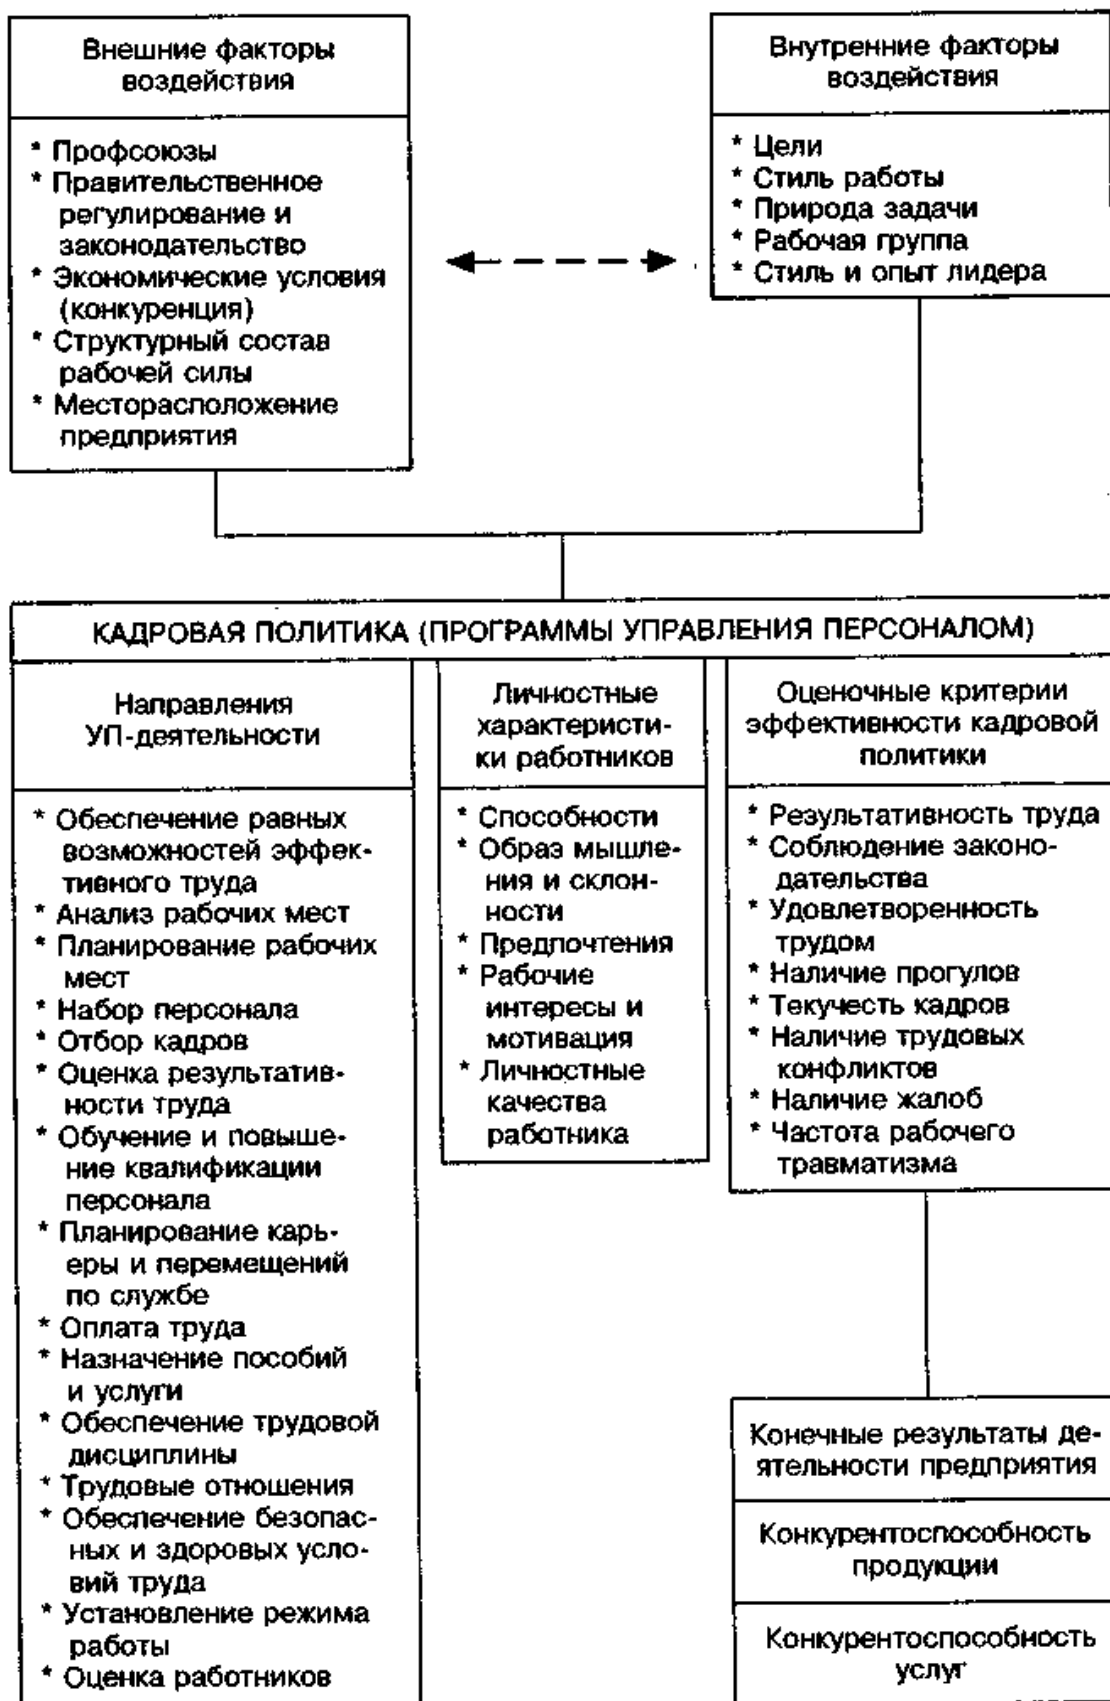 Внешние факторы
воздействия
* Профсоюзы
* Правительственное
регулирование и
законодательство
* Экономические условия
(конкуренция)
* Структурный состав
рабочей силы
* Месторасположение
предприятия
Внутренние факторы
воздействия
* Цели
* Стиль работы
* Природа задачи
* Рабочая группа
* Стиль и опыт лидера
КАДРОВАЯ ПОЛИТИКА (ПРОГРАММЫ УПРАВЛЕНИЯ ПЕРСОНАЛОМ)
Направления
УП-деятельности
* Обеспечение равных
возможностей эффек-
тивного труда
* Анализ рабочих мест
* Планирование рабочих
мест
* Набор персонала
* Отбор кадров
* Оценка результатив-
ности труда
* Обучение и повыше-
ние квалификации
персонала
* Планирование карь-
еры и перемещений
по службе
* Оплата труда
* Назначение пособий
и услуги
* Обеспечение трудовой
дисциплины
* Трудовые отношения
* Обеспечение безопас-
ных и здоровых усло-
вий труда
* Установление режима
работы
* Оценка работников
Личностные
характеристи-
ки работников
* Способности
* Образ мышле-
ния и склон-
ности
* Предпочтения
* Рабочие
интересы и
мотивация
* Личностные
качества
работника
Оценочные критерии
эффективности кадровой
политики
* Результативность труда
* Соблюдение законо-
дательства
* Удовлетворенность
трудом
* Наличие прогулов
* Текучесть кадров
* Наличие трудовых
конфликтов
* Наличие жалоб
* Частота рабочего
травматизма
Конечные результаты де-
ятельности предприятия
Конкурентоспособность
продукции
Конкурентоспособность
услуг